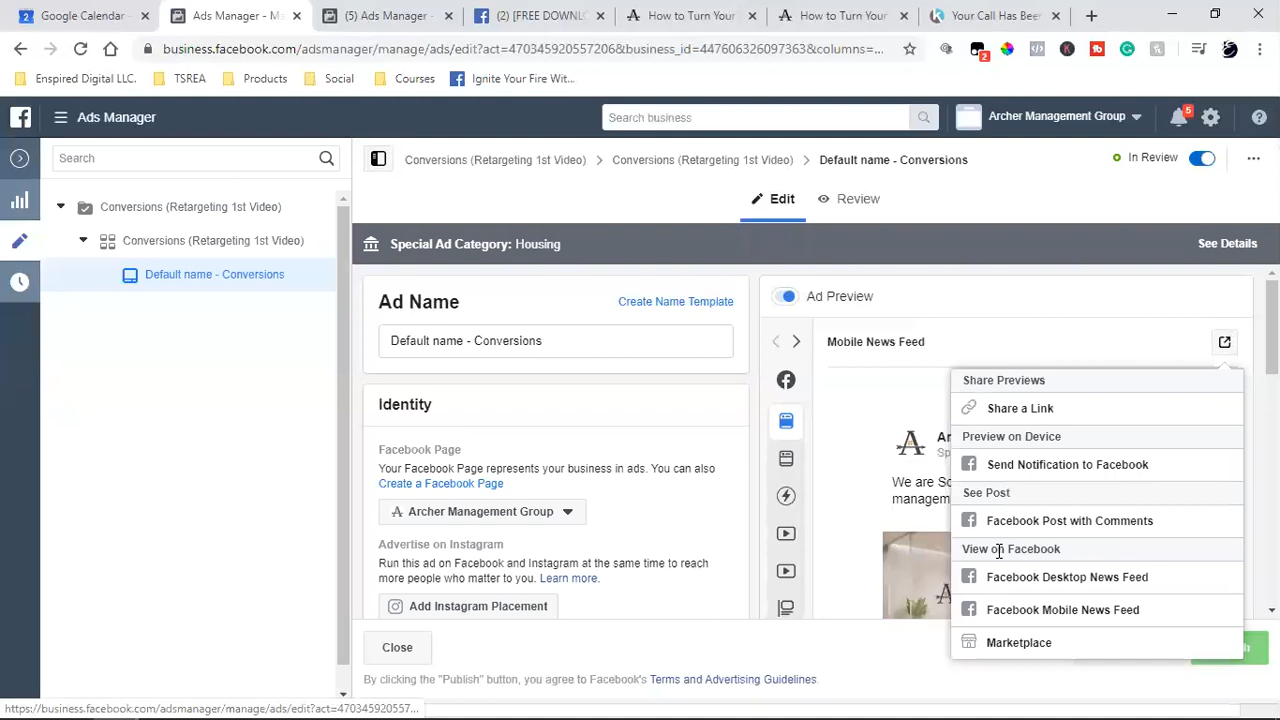 Google Calendar -
Ads Manager - M
(5) Ads Manager -
(2) [FREE DOWNL
How to Turn Your
How to Turn Your
Your Call Has Bee
business.facebook.com/adsmanager/manage/ads/edit?act=470345920557206&business_id=447606326097363&columns=...
2
Enspired Digital LLC.
TSREA
Products
Social
Courses
Ignite Your Fire Wit...
Ads Manager
Search business
Archer Management Group
5
Search
Conversions (Retargeting 1st Video)
Conversions (Retargeting 1st Video)
Default name - Conversions
In Review
Edit
Review
Conversions (Retargeting 1st Video)
Conversions (Retargeting 1st Video)
Default name - Conversions
Special Ad Category: Housing
See Details
Ad Name
Create Name Template
Default name - Conversions
Identity
Facebook Page
Your Facebook Page represents your business in ads. You can also
Create a Facebook Page
Archer Management Group
Advertise on Instagram
Run this ad on Facebook and Instagram at the same time to reach
more people who matter to you. Learn more.
Add Instagram Placement
Ad Preview
Mobile News Feed
We are
manage
Share Previews
Share a Link
Preview on Device
Send Notification to Facebook
See Post
Facebook Post with Comments
View on Facebook
Facebook Desktop News Feed
Facebook Mobile News Feed
Marketplace
Close
By clicking the "Publish" button, you agree to Facebook's Terms and Advertising Guidelines.
https://business.facebook.com/adsmanager/manage/ads/edit?act=470345920557...